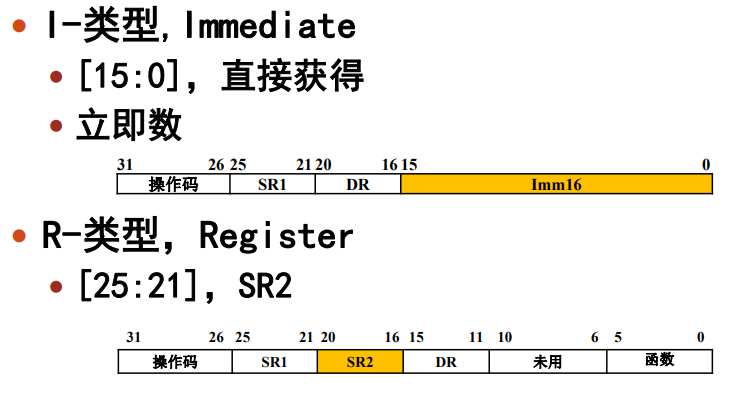 I-类型,Immediate
[15:0],直接获得
立即数
31 26 25 21 20 16 15 0
操作码 SR1 DR Imm16
R-类型,Register
[25:21],SR2
31 26 25 21 20 16 15 11 10 6 5 0
操作码 SR1 SR2 DR 未用 函数